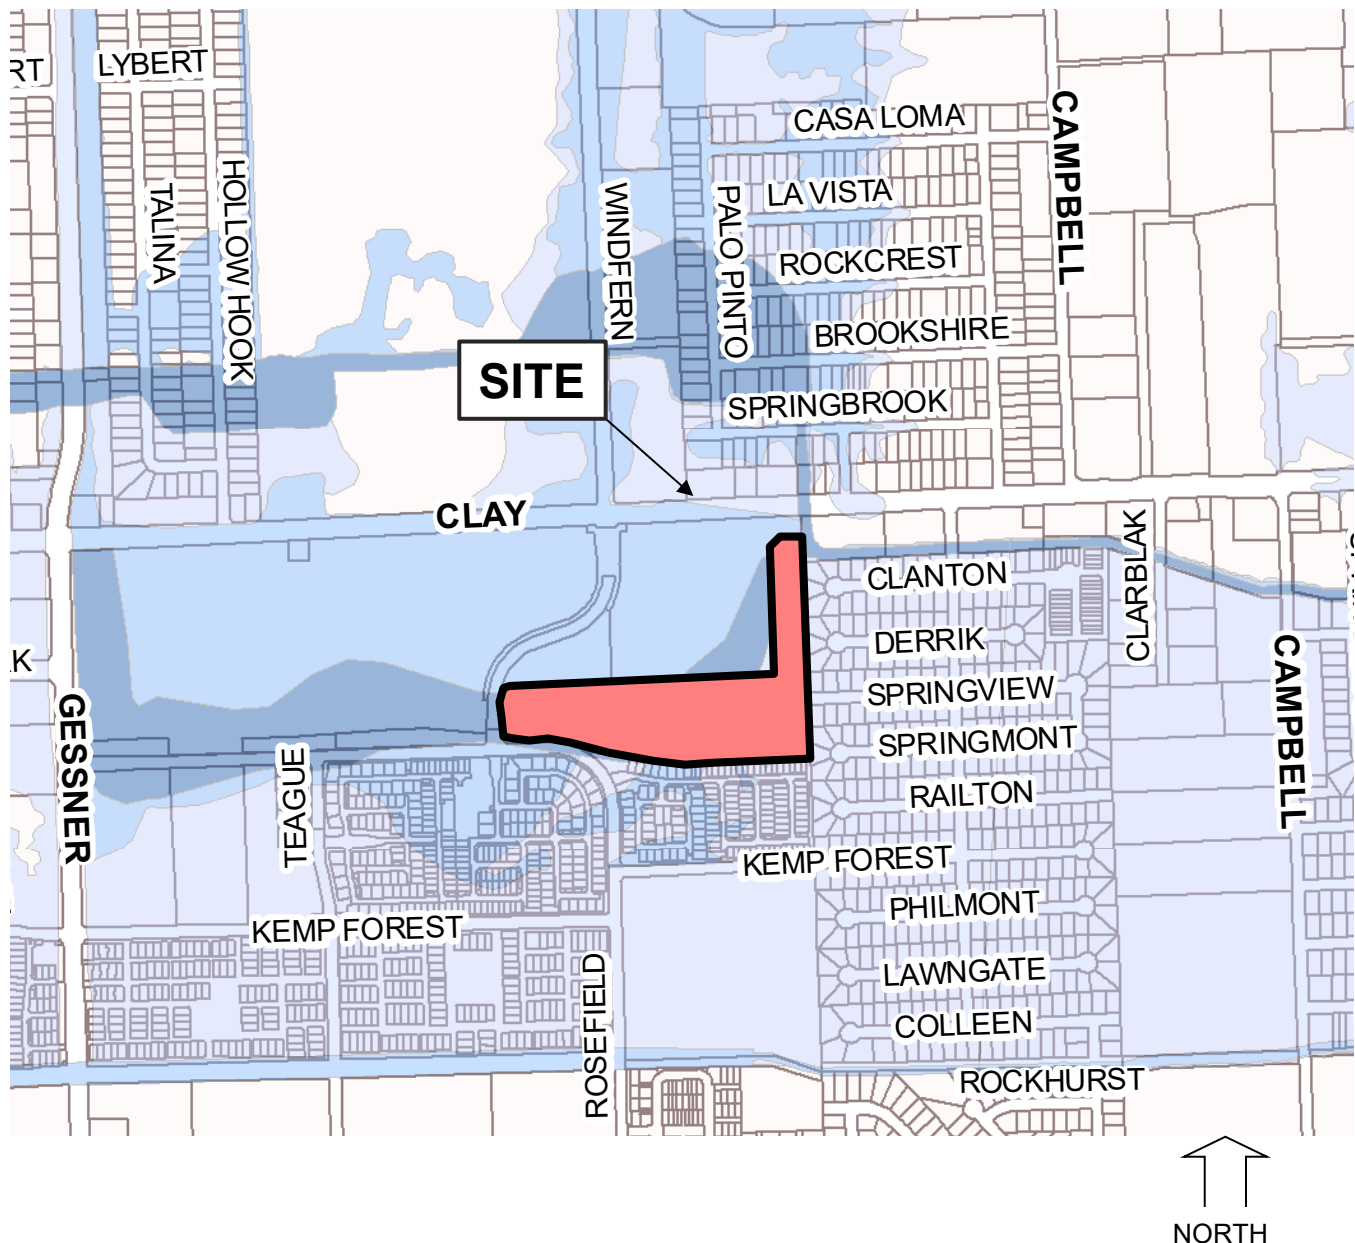 RT
LYBERT
CASA LOMA
CAMPBELL
HOLLOW HOOK
TALINA
WINDFERN
PALO PINTO
LA VISTA
ROCKCREST
BROOKSHIRE
SITE
SPRINGBROOK
CLAY
CLARBLAK
CLANTON
DERRIK
K
SPRINGVIEW
CAMPBELL
GESSNER
SPRINGMONT
TEAGUE
RAILTON
KEMP FOREST
PHILMONT
KEMP FOREST
LAWNGATE
ROSEFIELD
COLLEEN
ROCKHURST
NORTH